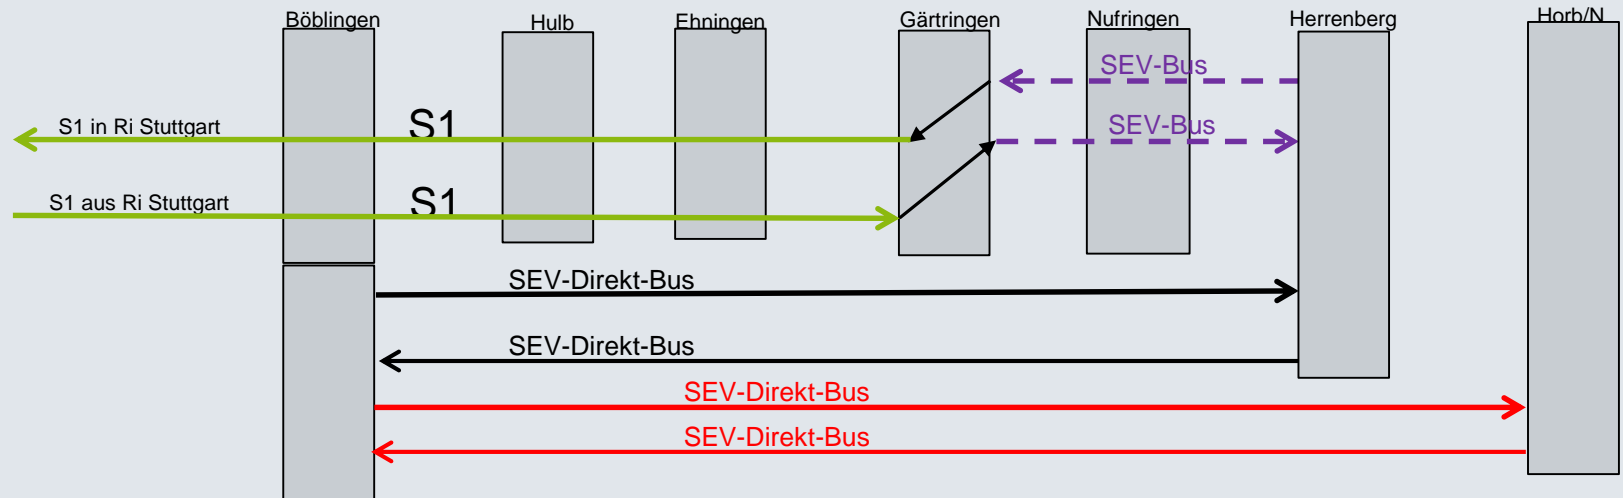 Böblingen
Hulb
Ehningen
Gärtringen
Nufringen
Herrenberg
Horb/N
SEV-Bus
S1 in Ri Stuttgart
S1
SEV-Bus
S1 aus Ri Stuttgart
S1
SEV-Direkt-Bus
SEV-Direkt-Bus
SEV-Direkt-Bus
SEV-Direkt-Bus